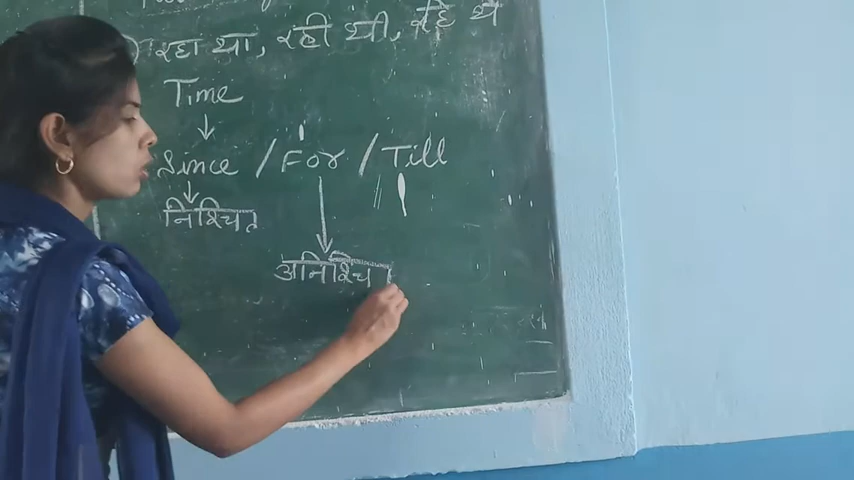 रहा था, रही थी, रहे थे
Time
Since / For / Till
निश्चित
अनिश्चि